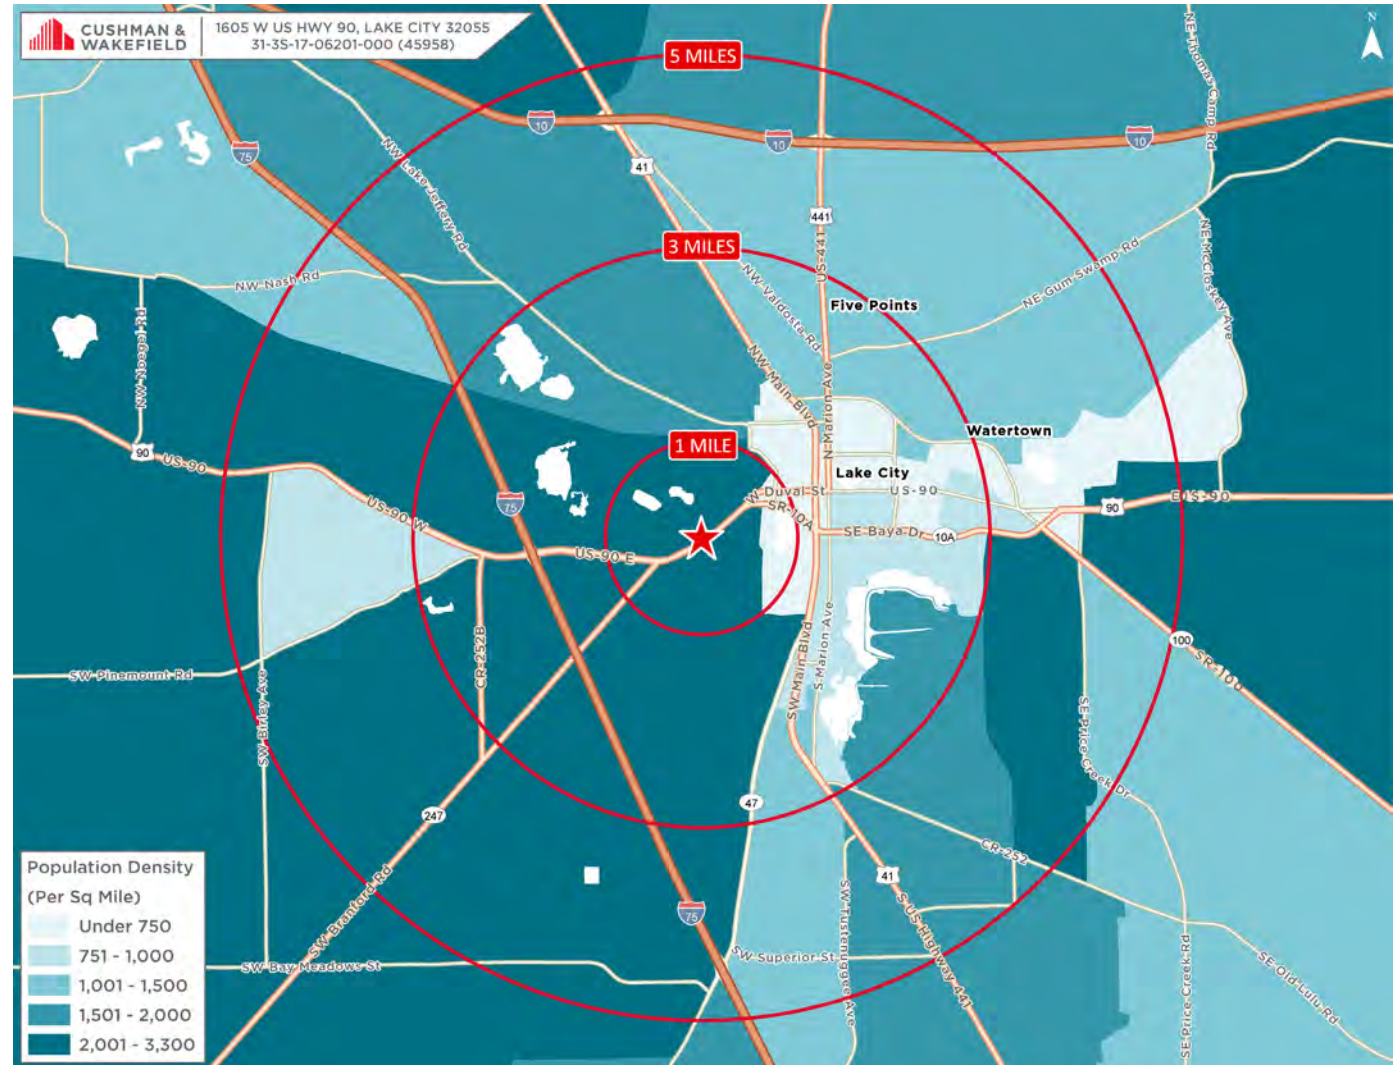 CUSHMAN &
WAKEFIELD
1605 W US HWY 90, LAKE CITY 32055
31-3S-17-06201-000 (45958)
N
5 MILES
NE Thomas Camp Rd
10
10
10
75
41
NW Lake Jeffery Rd
441
US-441
3 MILES
NE Gum Swamp Rd
NE McCloskey Ave
NW Nash Rd
NW Valdosta Rd
Five Points
NW Noegel Rd
NW Main Blvd
N Marion Ave
Watertown
1 MILE
90
US-90
Lake City
W Duval St
US-90
E US-90
90
US-90 W
75
SR-10A
SE Baya Dr
10A
US-90 E
CR-252B
S Marion Ave
SW Main Blvd
100
SR-100
SW Pinemount Rd
SW Birley Ave
SE Price Creek Dr
47
247
CR-252
41
SW Branford Rd
75
SW Tustenuggee Ave
S US Highway 441
SW Superior St
SW Bay Meadows St
SE Price Creek Rd
SE Old Lulu Rd
Population Density
(Per Sq Mile)
Under 750
751 - 1,000
1,001 - 1,500
1,501 - 2,000
2,001 - 3,300